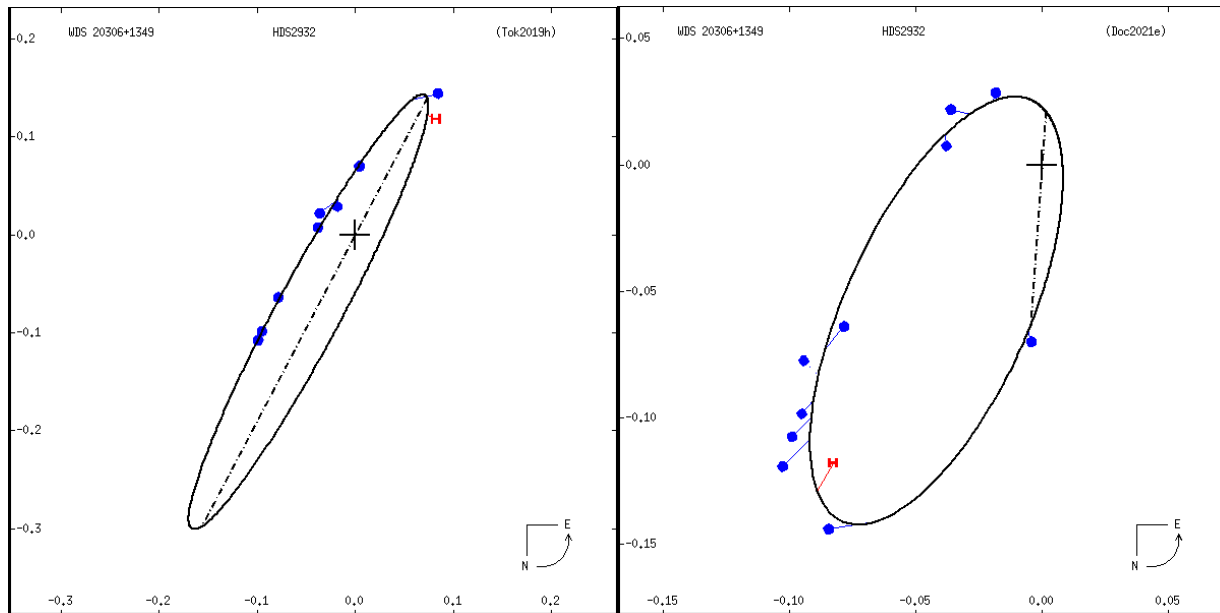 WDS 20306+1349 HDS2932 (Tok2019h)
0.2
0.1
0.0
-0.1
-0.2
-0.3
-0.3 -0.2 -0.1 0.0 0.1 0.2
H
E
N
WDS 20306+1349 HDS2932 (Doc2021e)
0.05
0.00
-0.05
-0.10
-0.15
-0.15 -0.10 -0.05 0.00 0.05
H
E
N